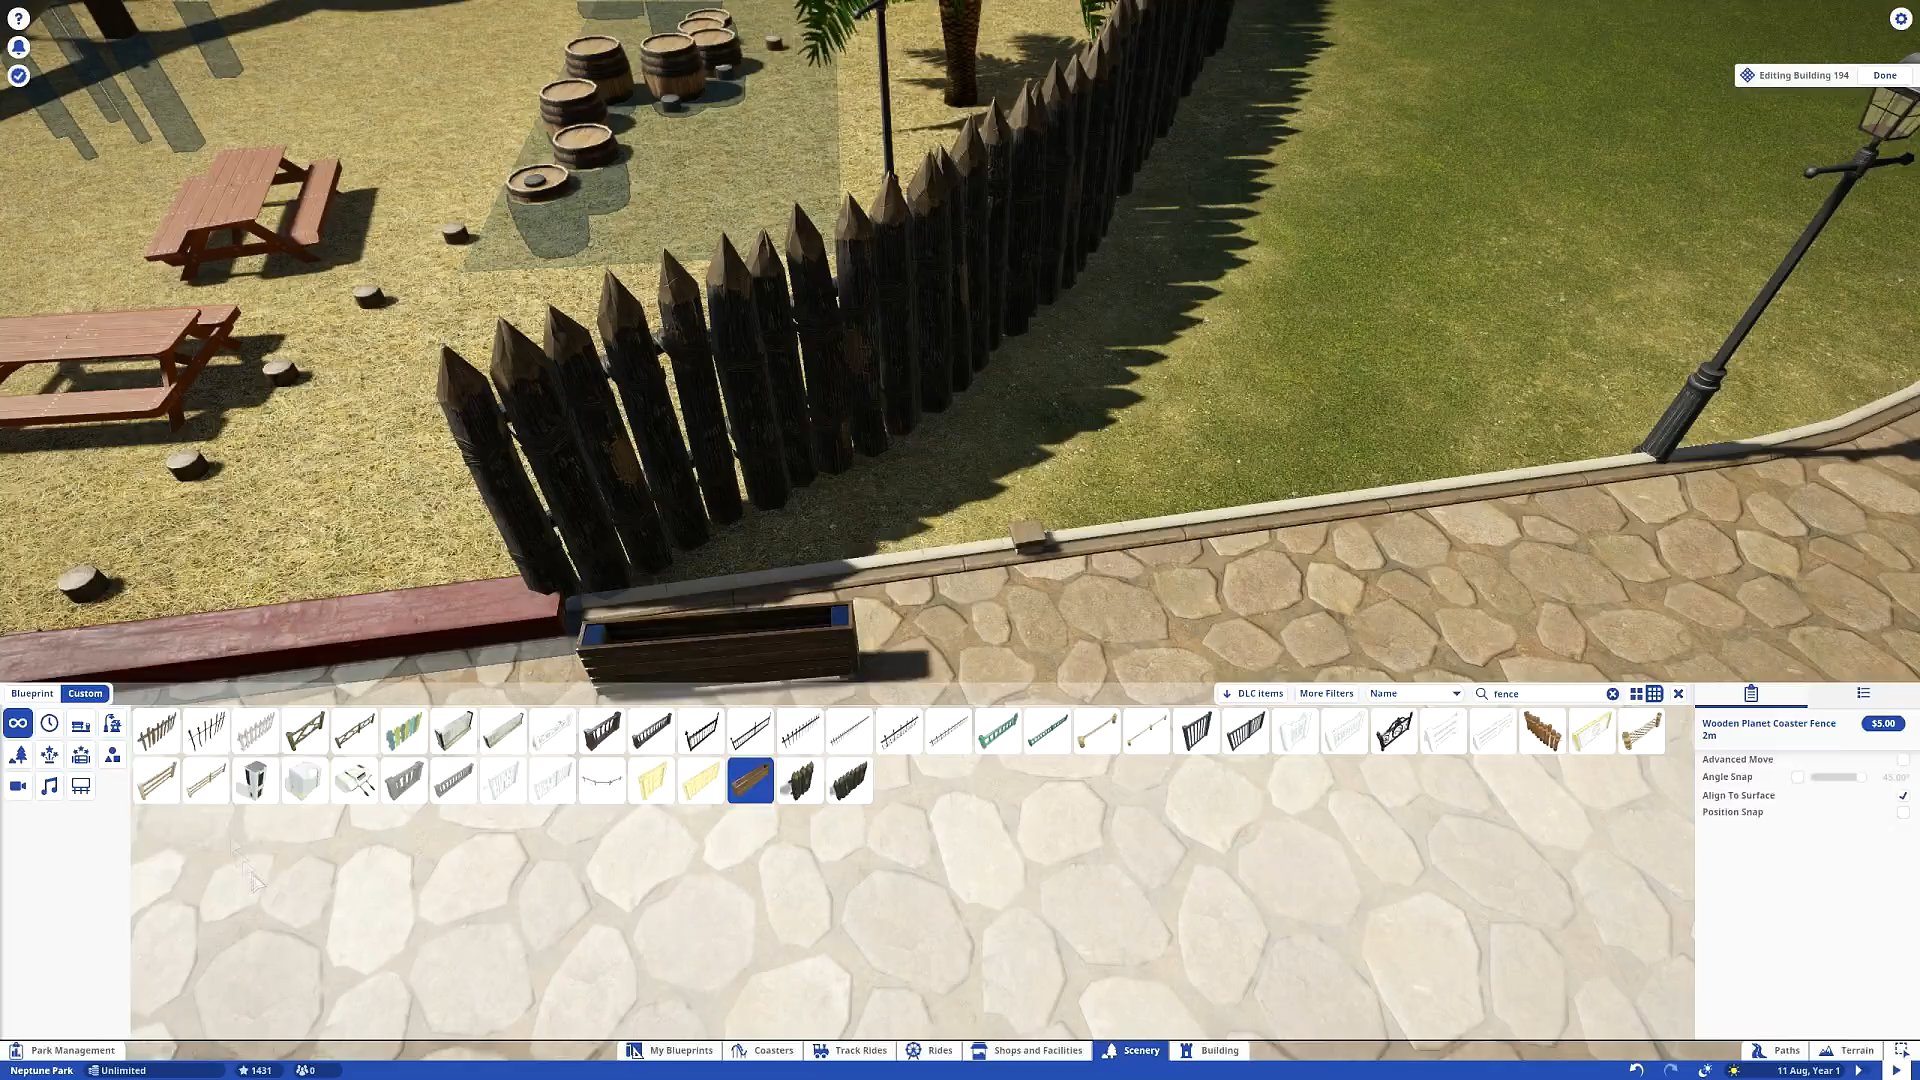 ?
Editing Building 194 Done
Blueprint Custom
DLC items More Filters Name fence
Wooden Planet Coaster Fence 2m $5.00
Advanced Move
Angle Snap 45.00°
Align To Surface
Position Snap
Park Management My Blueprints Coasters Track Rides Rides Shops and Facilities Scenery Building Paths Terrain
Neptune Park Unlimited 1431 0 11 Aug, Year 1